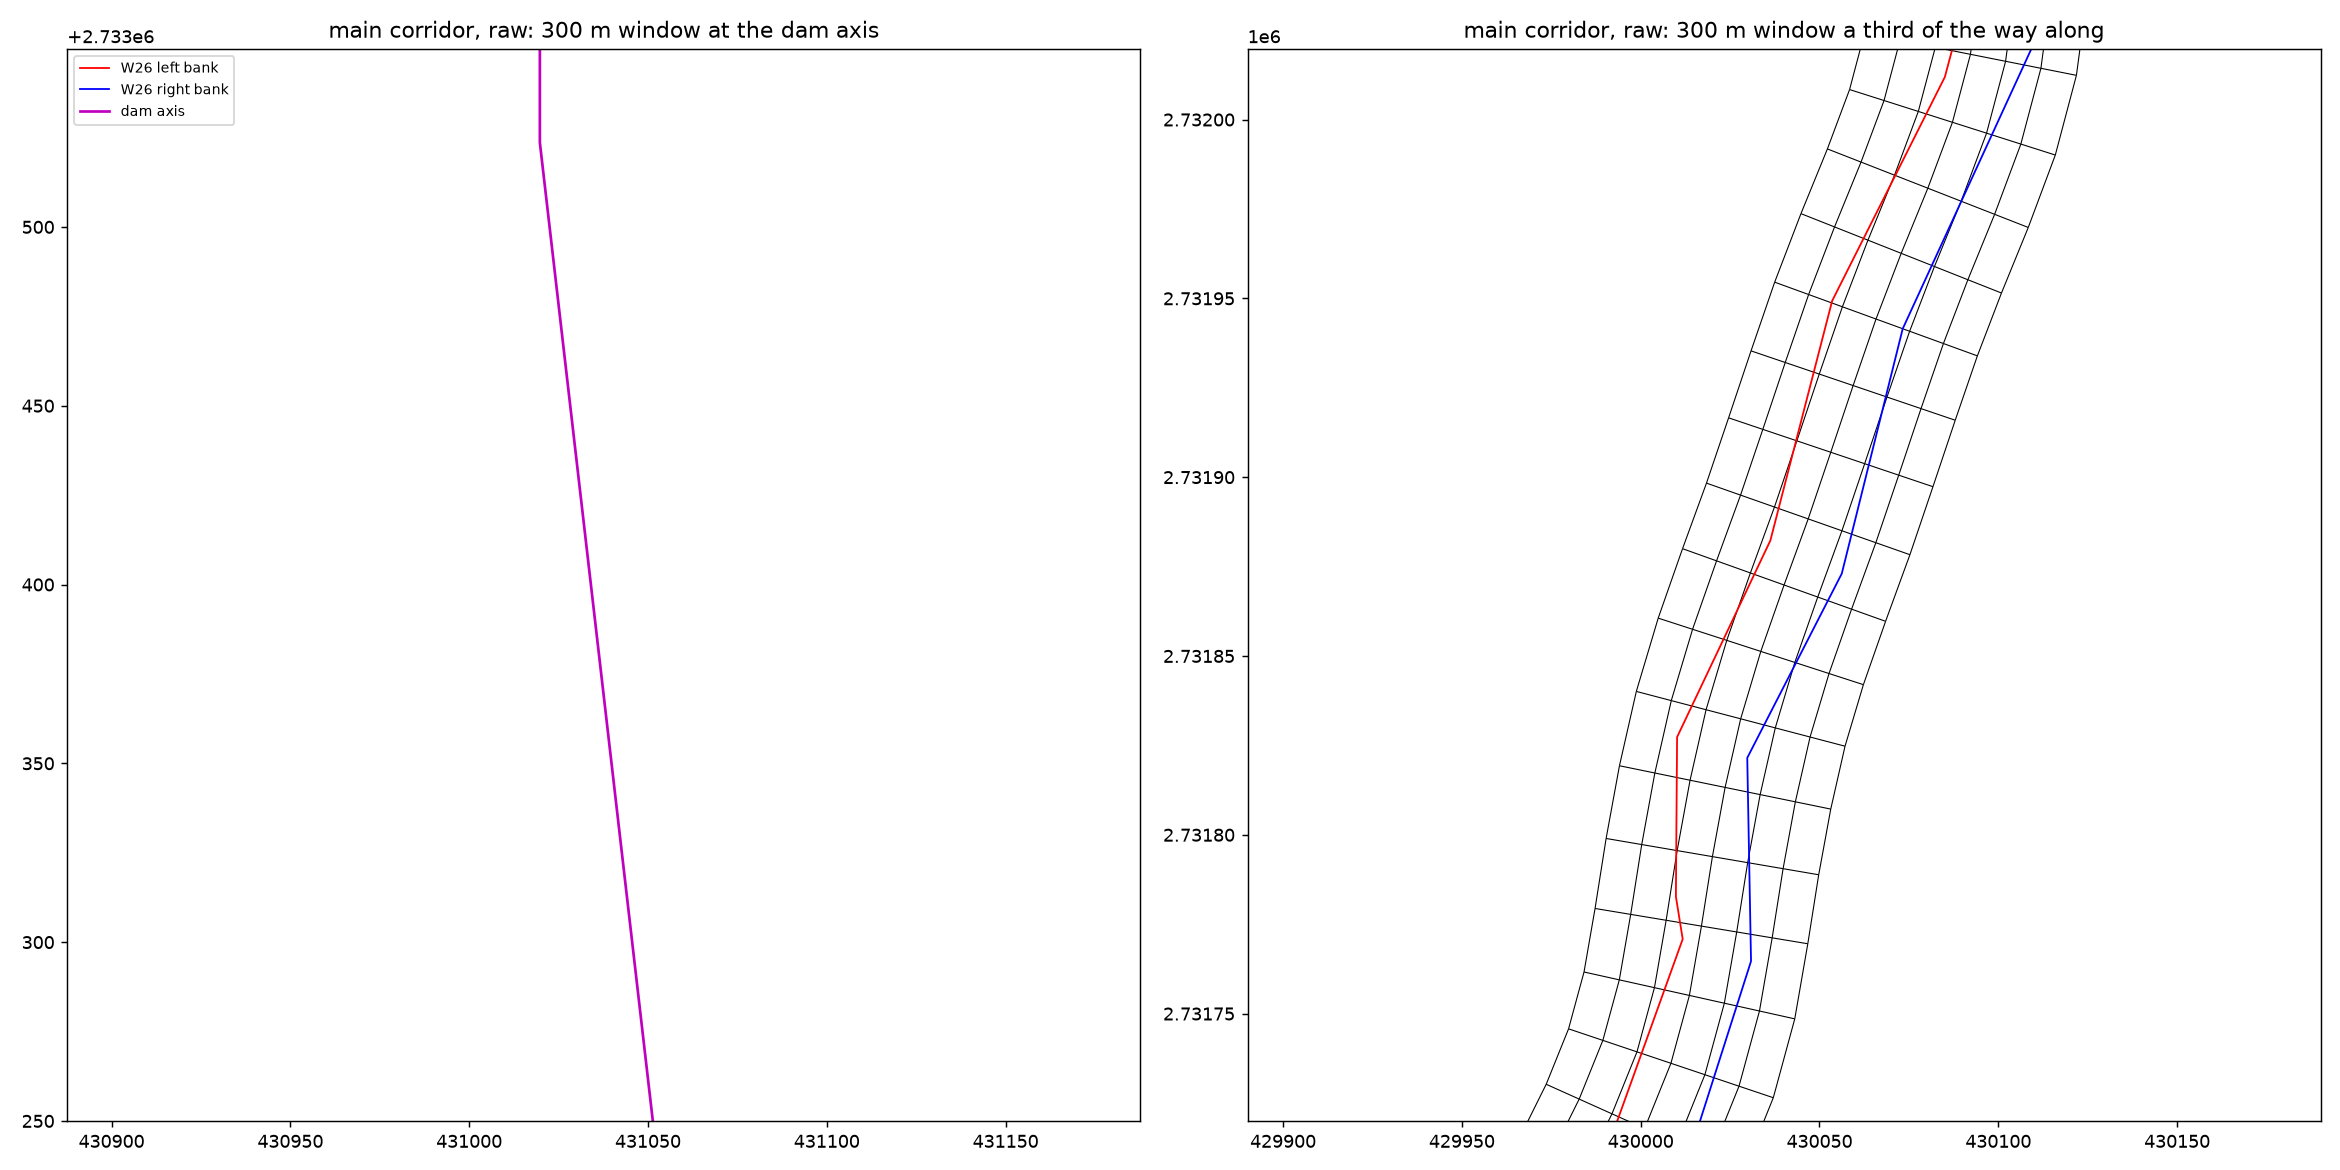 main corridor, raw: 300 m window at the dam axis
+2.733e6
W26 left bank
W26 right bank
dam axis
500
450
400
350
300
250
430900 430950 431000 431050 431100 431150
main corridor, raw: 300 m window a third of the way along
1e6
2.73200
2.73195
2.73190
2.73185
2.73180
2.73175
429900 429950 430000 430050 430100 430150